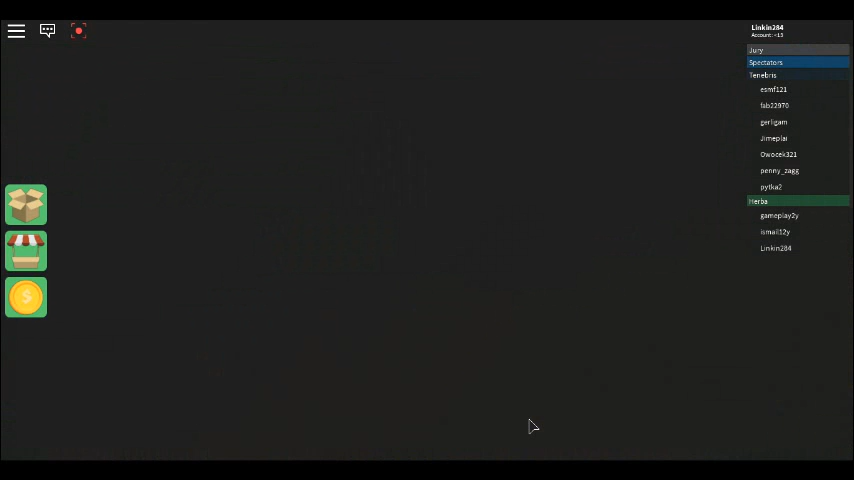 Linkin284
Account: <13
Jury
Spectators
Tenebris
esmf121
fab22970
gerligam
Jimeplai
Owocek321
penny_zagg
pytka2
Herba
gameplay2y
ismail12y
Linkin284
$